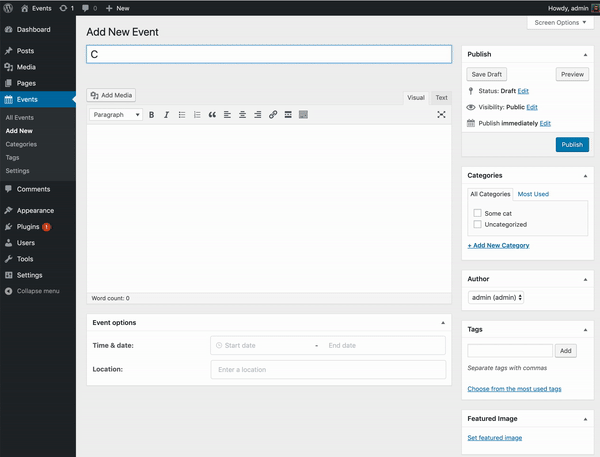 Events 1 0 New Howdy, admin
Screen Options
Dashboard
Posts
Media
Pages
Events
All Events
Add New
Categories
Tags
Settings
Comments
Appearance
Plugins 1
Users
Tools
Settings
Collapse menu
Add New Event
C
Add Media
Visual Text
Paragraph
B I
Word count: 0
Event options
Time & date: Start date - End date
Location: Enter a location
Publish
Save Draft Preview
Status: Draft Edit
Visibility: Public Edit
Publish immediately Edit
Publish
Categories
All Categories Most Used
Some cat
Uncategorized
+ Add New Category
Author
admin (admin)
Tags
Add
Separate tags with commas
Choose from the most used tags
Featured Image
Set featured image